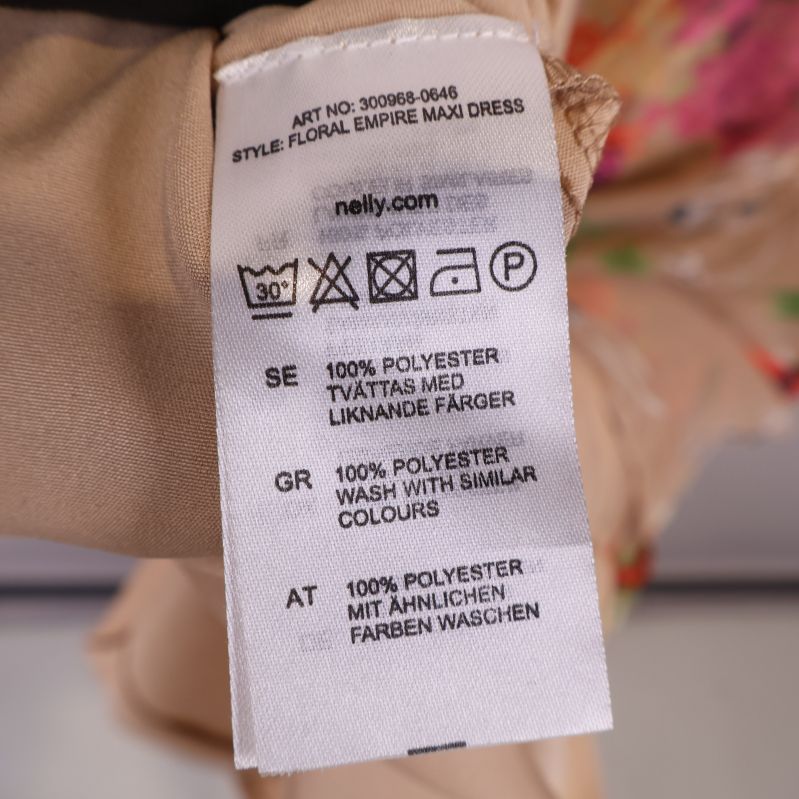 ART NO: 300968-0646
STYLE: FLORAL EMPIRE MAXI DRESS
nelly.com
30°
P
SE
100% POLYESTER
TVÄTTAS MED
LIKNANDE FÄRGER
GR
100% POLYESTER
WASH WITH SIMILAR
COLOURS
AT
100% POLYESTER
MIT ÄHNLICHEN
FARBEN WASCHEN